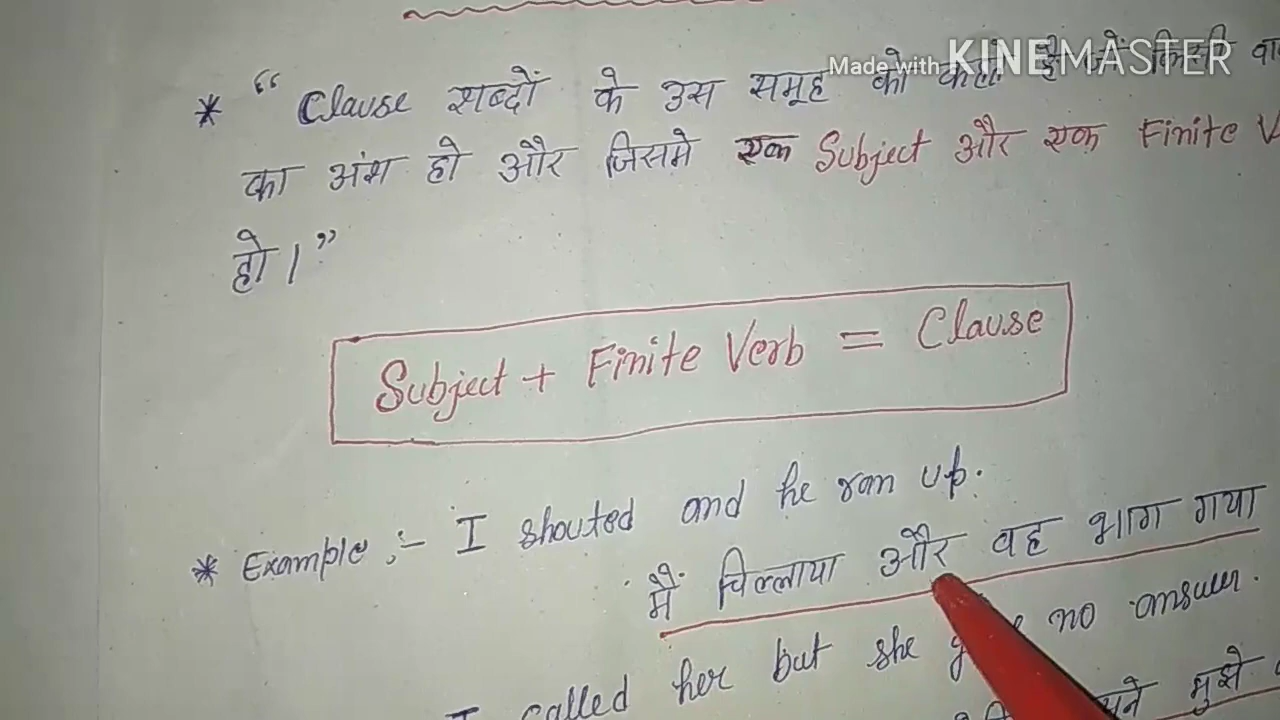 Made with KINEMASTER
* “ Clause शब्दों के उस समूह को कहते है जो किसी
का अंश हो और जिसमे एक Subject और एक Finite
हो।”
Subject + Finite Verb = Clause
* Example :- I shouted and he ran up.
मैं चिल्लाया और वह भाग गया
I called her but she no answer.
मुझे